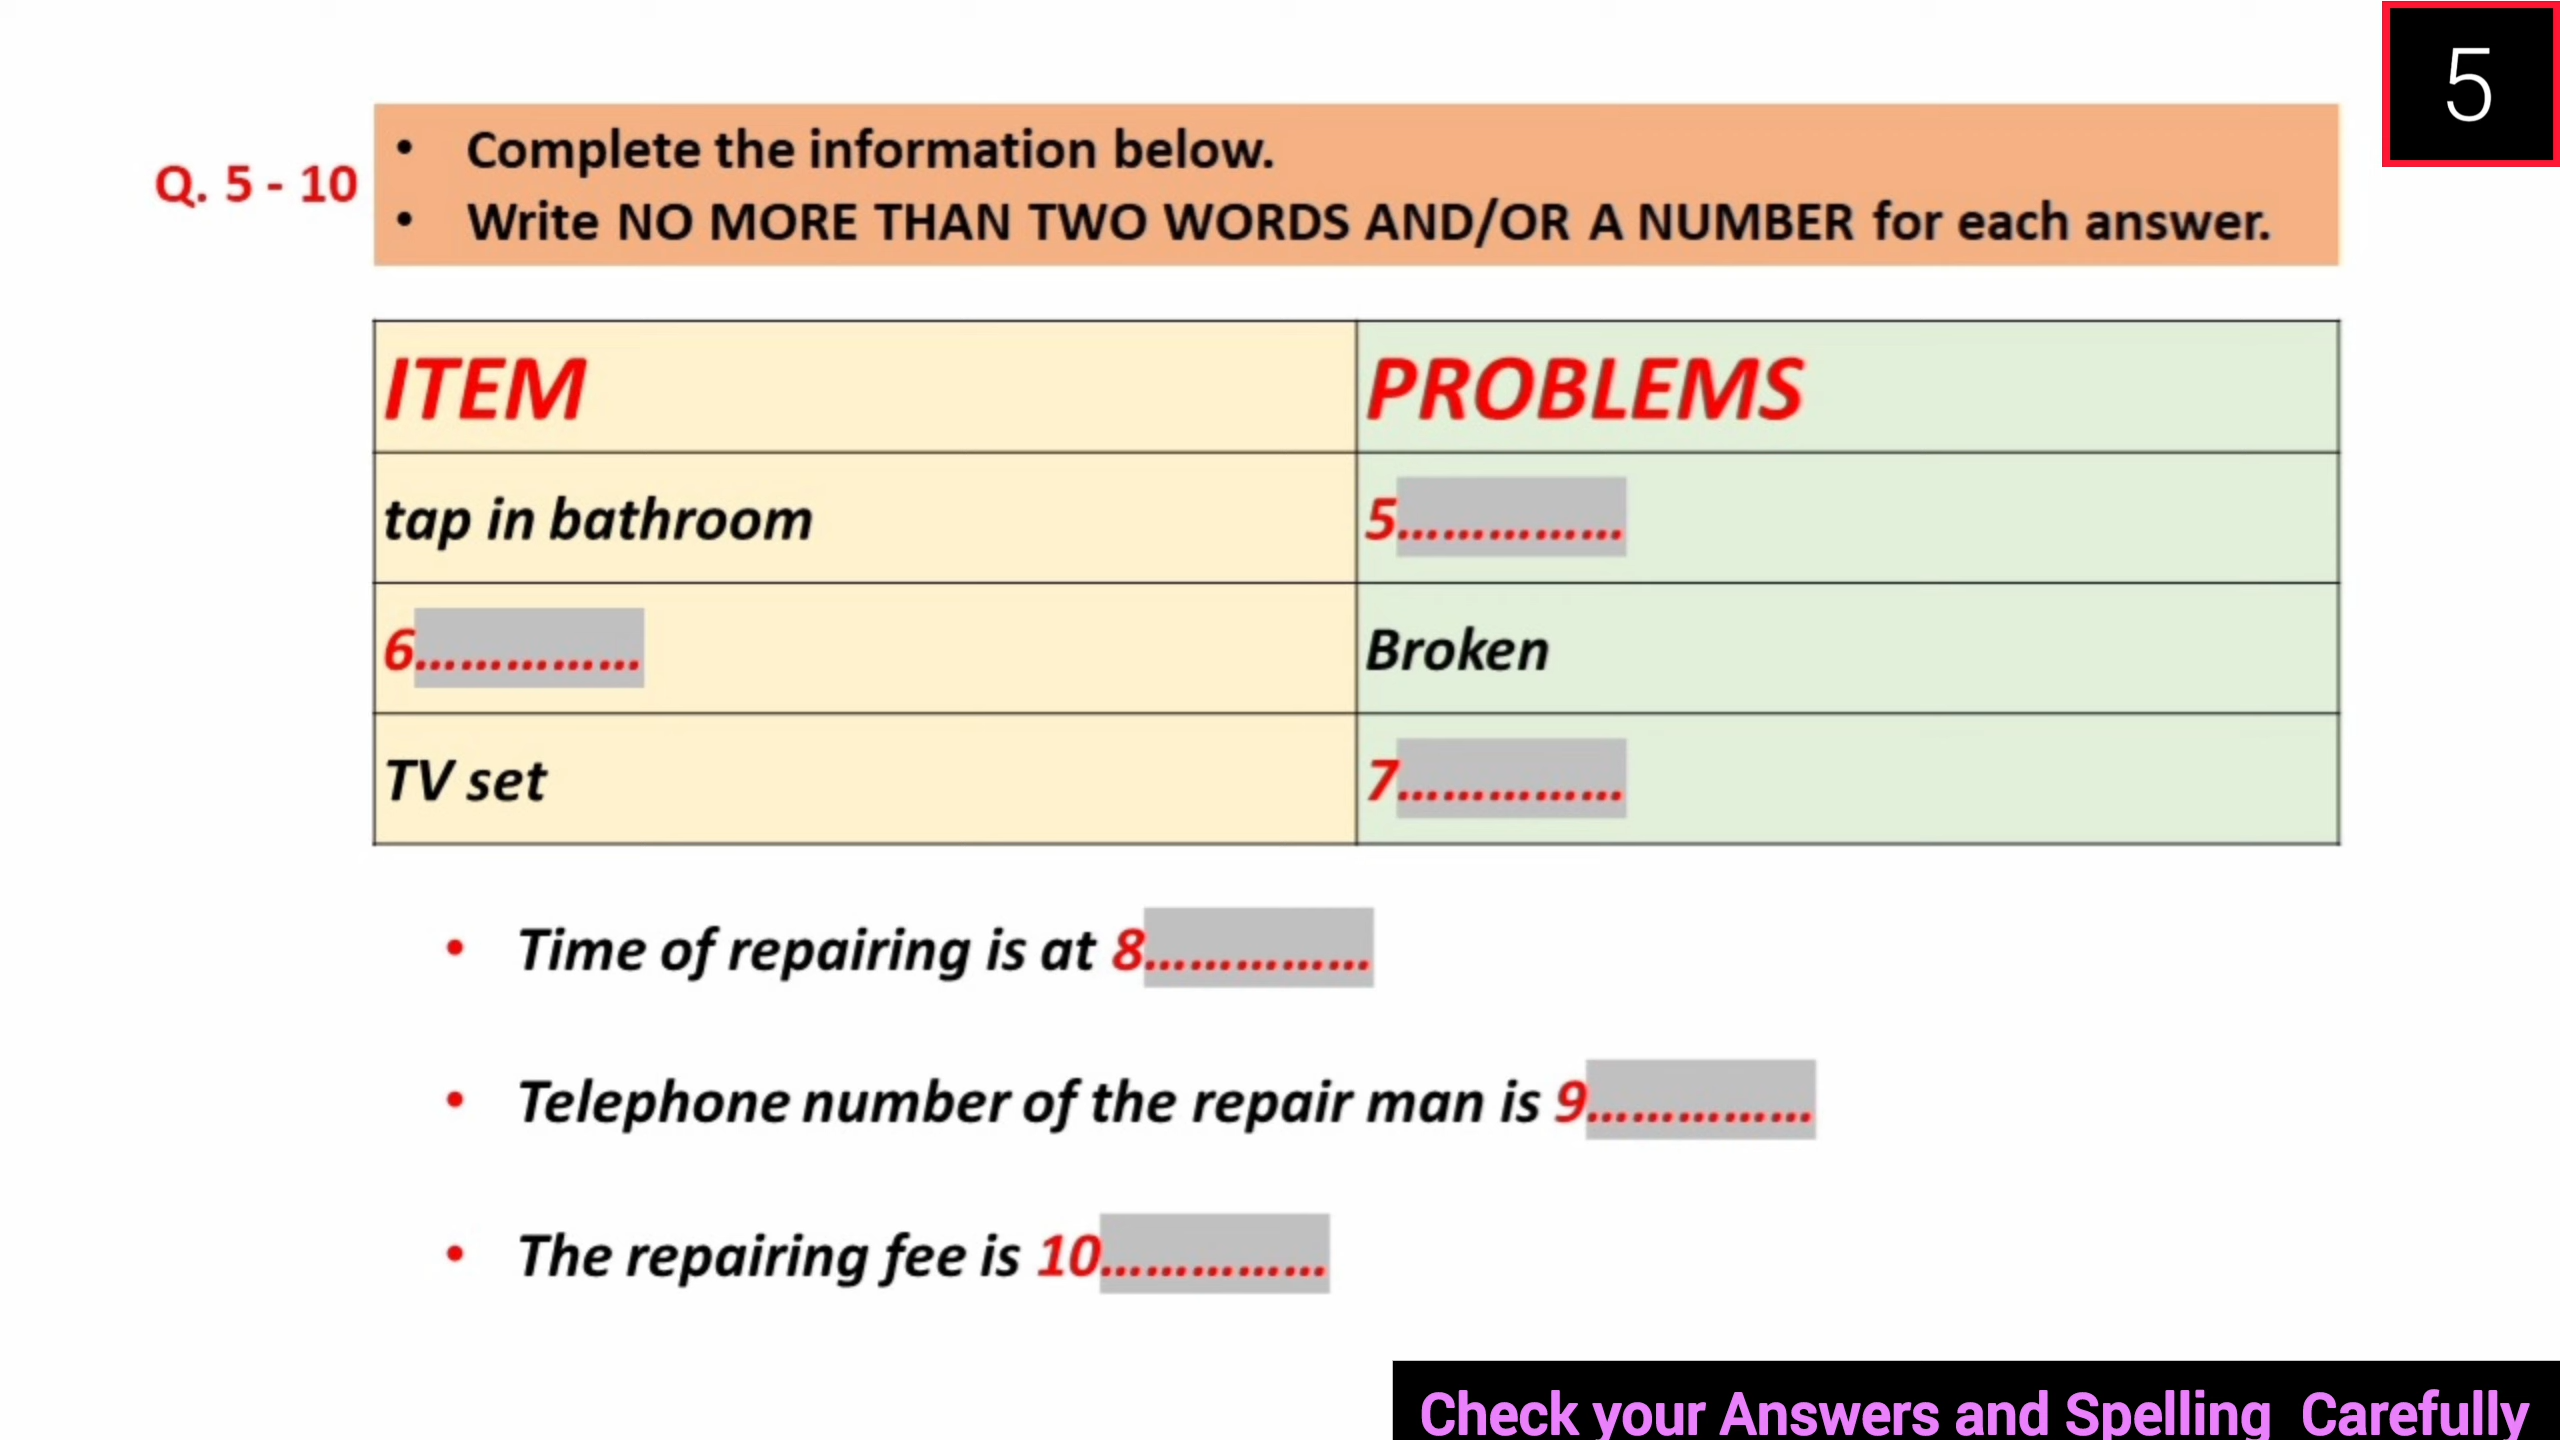 5
Q. 5 - 10
• Complete the information below.
• Write NO MORE THAN TWO WORDS AND/OR A NUMBER for each answer.
ITEM PROBLEMS
tap in bathroom 5...............
6............... Broken
TV set 7...............
• Time of repairing is at 8...............
• Telephone number of the repair man is 9...............
• The repairing fee is 10...............
Check your Answers and Spelling Carefully